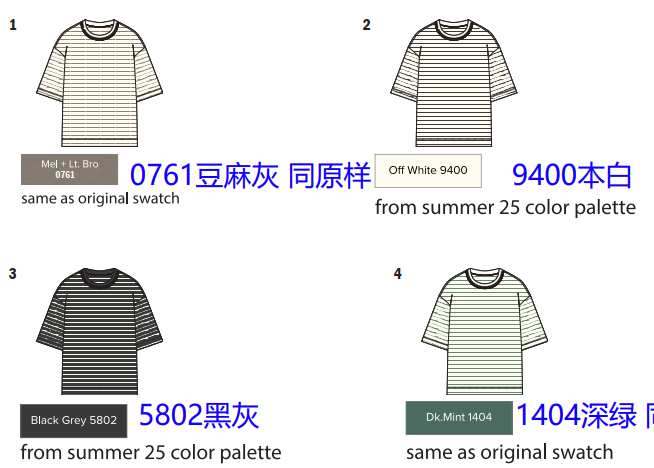 1
2
Mel + Lt. Bro
0761
0761豆麻灰 同原样
same as original swatch
Off White 9400
9400本白
from summer 25 color palette
3
4
Black Grey 5802
5802黑灰
from summer 25 color palette
Dk.Mint 1404
1404深绿
same as original swatch